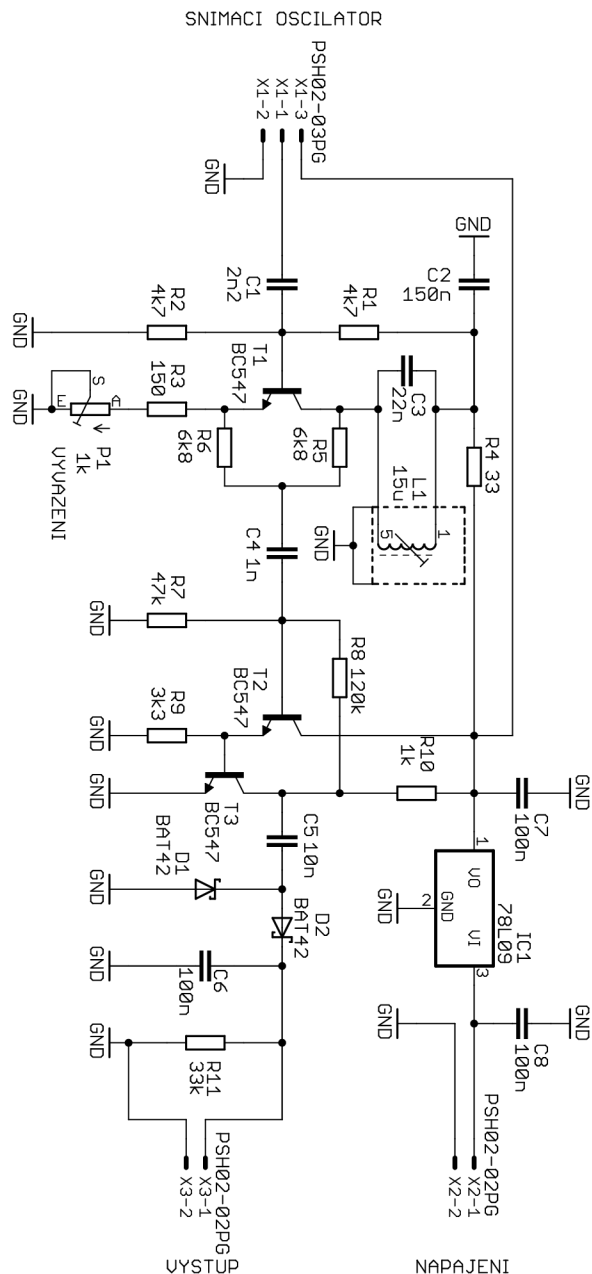 SNIMACI OSCILATOR
PSH02-03PG
X1-3
X1-1
X1-2
GND
GND
C2
150n
C1
2n2
R2
4k7
R1
4k7
GND
T1
BC547
R3
150
C3
22n
GND
E
S
A
P1
1k
VYVAZENI
R6
6k8
R5
6k8
R4
33
L1
15u
5
1
GND
C4
1n
GND
R7
47k
R8
120k
T2
BC547
GND
R9
3k3
R10
1k
GND
T3
BC547
C7
100n
GND
C5
10n
D1
BAT42
GND
D2
BAT42
1
VO
GND
VI
2
3
GND
IC1
78L09
C6
100n
GND
GND
C8
100n
GND
R11
33k
GND
PSH02-02PG
X3-1
X3-2
PSH02-02PG
X2-1
X2-2
VYSTUP
NAPAJENI